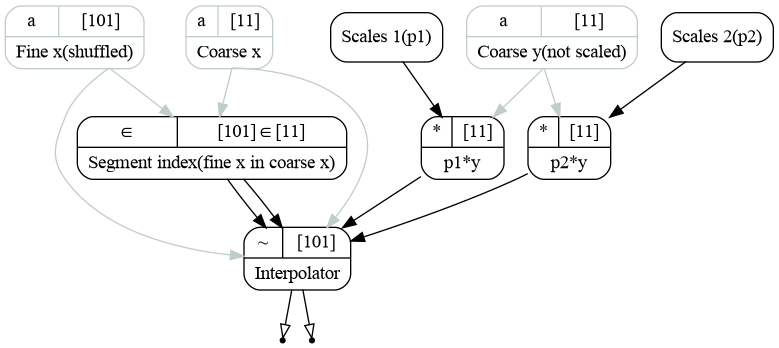 a [101]
Fine x(shuffled)
a [11]
Coarse x
Scales 1(p1)
a [11]
Coarse y(not scaled)
Scales 2(p2)
∈ [101]∈[11]
Segment index(fine x in coarse x)
* [11]
p1*y
* [11]
p2*y
~ [101]
Interpolator